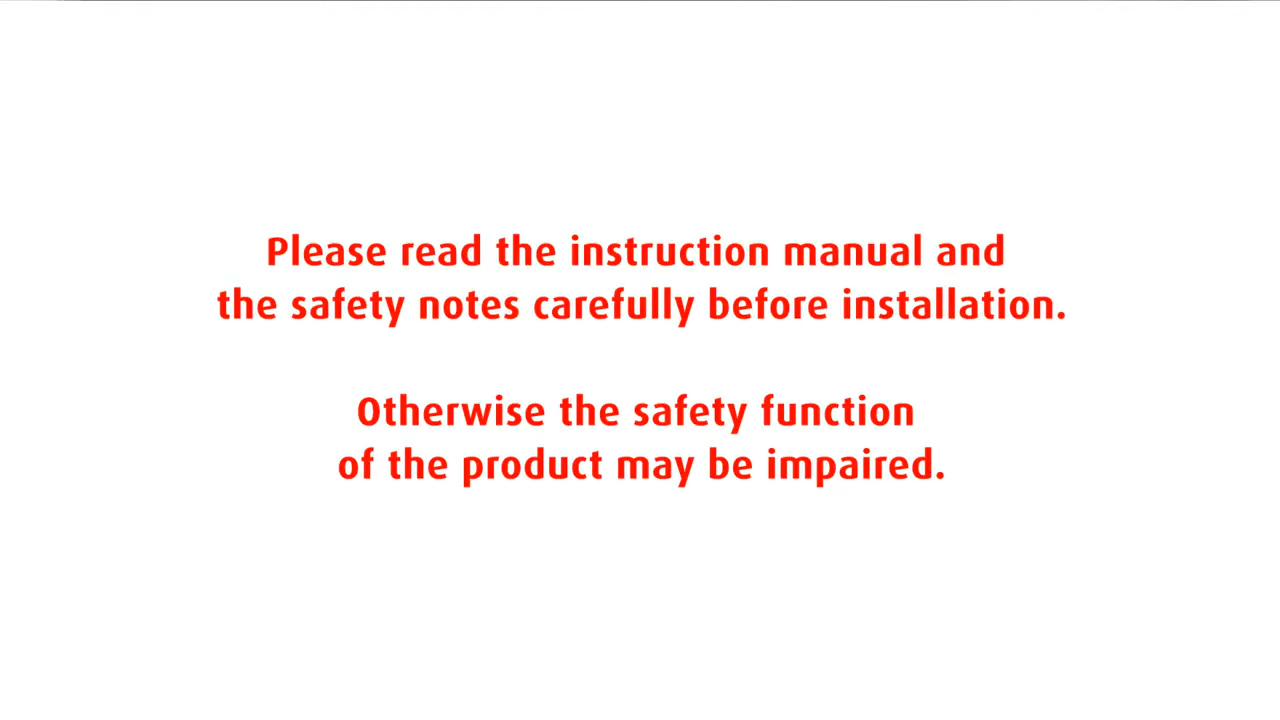 Please read the instruction manual and
the safety notes carefully before installation.
Otherwise the safety function
of the product may be impaired.